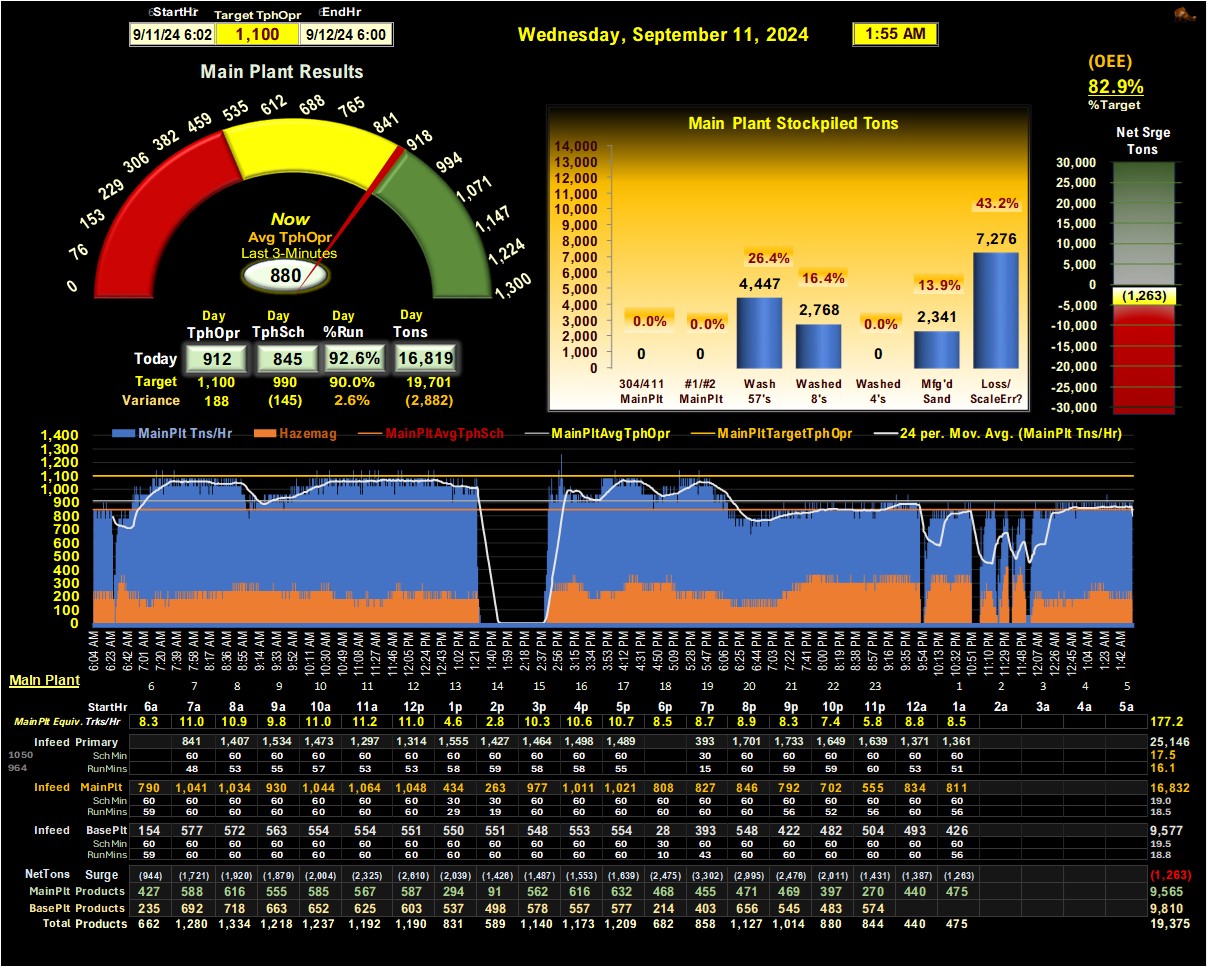 StartHr Target TphOpr EndHr
9/11/24 6:02 1,100 9/12/24 6:00
Wednesday, September 11, 2024 1:55 AM
(OEE)
82.9%
%Target
Main Plant Results
0 76 153 229 306 382 459 535 612 688 765 841 918 994 1,071 1,147 1,224 1,300
Now
Avg TphOpr
Last 3-Minutes
880
Day Day Day Day
TphOpr TphSch %Run Tons
Today 912 845 92.6% 16,819
Target 1,100 990 90.0% 19,701
Variance 188 (145) 2.6% (2,882)
Main Plant Stockpiled Tons
14,000
13,000
12,000
11,000
10,000
9,000
8,000
7,000
6,000
5,000
4,000
3,000
2,000
1,000
0
0.0% 0.0% 26.4% 16.4% 0.0% 13.9% 43.2%
0 0 4,447 2,768 0 2,341 7,276
304/411 #1/#2 Wash Washed Washed Mfg'd Loss/
MainPlt MainPlt 57's 8's 4's Sand ScaleErr?
Net Srge
Tons
30,000
25,000
20,000
15,000
10,000
5,000
0
(1,263)
-5,000
-10,000
-15,000
-20,000
-25,000
-30,000
MainPlt Tns/Hr Hazemag MainPltAvgTphSch MainPltAvgTphOpr MainPltTargetTphOpr 24 per. Mov. Avg. (MainPlt Tns/Hr)
1,400
1,300
1,200
1,100
1,000
900
800
700
600
500
400
300
200
100
0
6:04 AM 6:23 AM 6:42 AM 7:01 AM 7:20 AM 7:39 AM 7:58 AM 8:17 AM 8:36 AM 8:55 AM 9:14 AM 9:33 AM 9:52 AM 10:11 AM 10:30 AM 10:49 AM 11:08 AM 11:27 AM 11:46 AM 12:05 PM 12:24 PM 12:43 PM 1:02 PM 1:21 PM 1:40 PM 1:59 PM 2:18 PM 2:37 PM 2:56 PM 3:15 PM 3:34 PM 3:53 PM 4:12 PM 4:31 PM 4:50 PM 5:09 PM 5:28 PM 5:47 PM 6:06 PM 6:25 PM 6:44 PM 7:03 PM 7:22 PM 7:41 PM 8:00 PM 8:19 PM 8:38 PM 8:57 PM 9:16 PM 9:35 PM 9:54 PM 10:13 PM 10:32 PM 10:51 PM 11:10 PM 11:29 PM 11:48 PM 12:07 AM 12:26 AM 12:45 AM 1:04 AM 1:23 AM 1:42 AM
Main Plant
6 7 8 9 10 11 12 13 14 15 16 17 18 19 20 21 22 23 1 2 3 4 5
StartHr 6a 7a 8a 9a 10a 11a 12p 1p 2p 3p 4p 5p 6p 7p 8p 9p 10p 11p 12a 1a 2a 3a 4a 5a
MainPlt Equiv. Trks/Hr 8.3 11.0 10.9 9.8 11.0 11.2 11.0 4.6 2.8 10.3 10.6 10.7 8.5 8.7 8.9 8.3 7.4 5.8 8.8 8.5 177.2
Infeed Primary 841 1,407 1,534 1,473 1,297 1,314 1,555 1,427 1,464 1,498 1,489 393 1,701 1,733 1,649 1,639 1,371 1,361 25,146
1050 Sch Min 60 60 60 60 60 60 60 60 60 60 60 30 60 60 60 60 60 60 17.5
964 RunMins 48 53 55 57 53 53 58 59 58 58 55 15 60 59 59 60 53 51 16.1
Infeed MainPlt 790 1,041 1,034 930 1,044 1,064 1,048 434 263 977 1,011 1,021 808 827 846 792 702 555 834 811 16,832
Sch Min 60 60 60 60 60 60 60 30 30 60 60 60 60 60 60 60 60 60 60 60 19.0
RunMins 59 60 60 60 60 60 60 29 19 60 60 60 60 60 60 56 52 56 60 56 18.5
Infeed BasePlt 154 577 572 563 554 554 551 550 551 548 553 554 28 393 548 422 482 504 493 426 9,577
Sch Min 60 60 60 60 60 60 60 60 60 60 60 60 30 60 60 60 60 60 60 60 19.5
RunMins 59 60 60 60 60 60 60 60 60 60 60 60 10 43 60 60 60 60 60 56 18.8
NetTons Surge (944) (1,721) (1,920) (1,879) (2,004) (2,325) (2,610) (2,039) (1,426) (1,487) (1,553) (1,639) (2,475) (3,302) (2,995) (2,476) (2,011) (1,431) (1,387) (1,263) (1,263)
MainPlt Products 427 588 616 555 585 567 587 294 91 562 616 632 468 455 471 469 397 270 440 475 9,565
BasePlt Products 235 692 718 663 652 625 603 537 498 578 557 577 214 403 656 545 483 574 9,810
Total Products 662 1,280 1,334 1,218 1,237 1,192 1,190 831 589 1,140 1,173 1,209 682 858 1,127 1,014 880 844 440 475 19,375